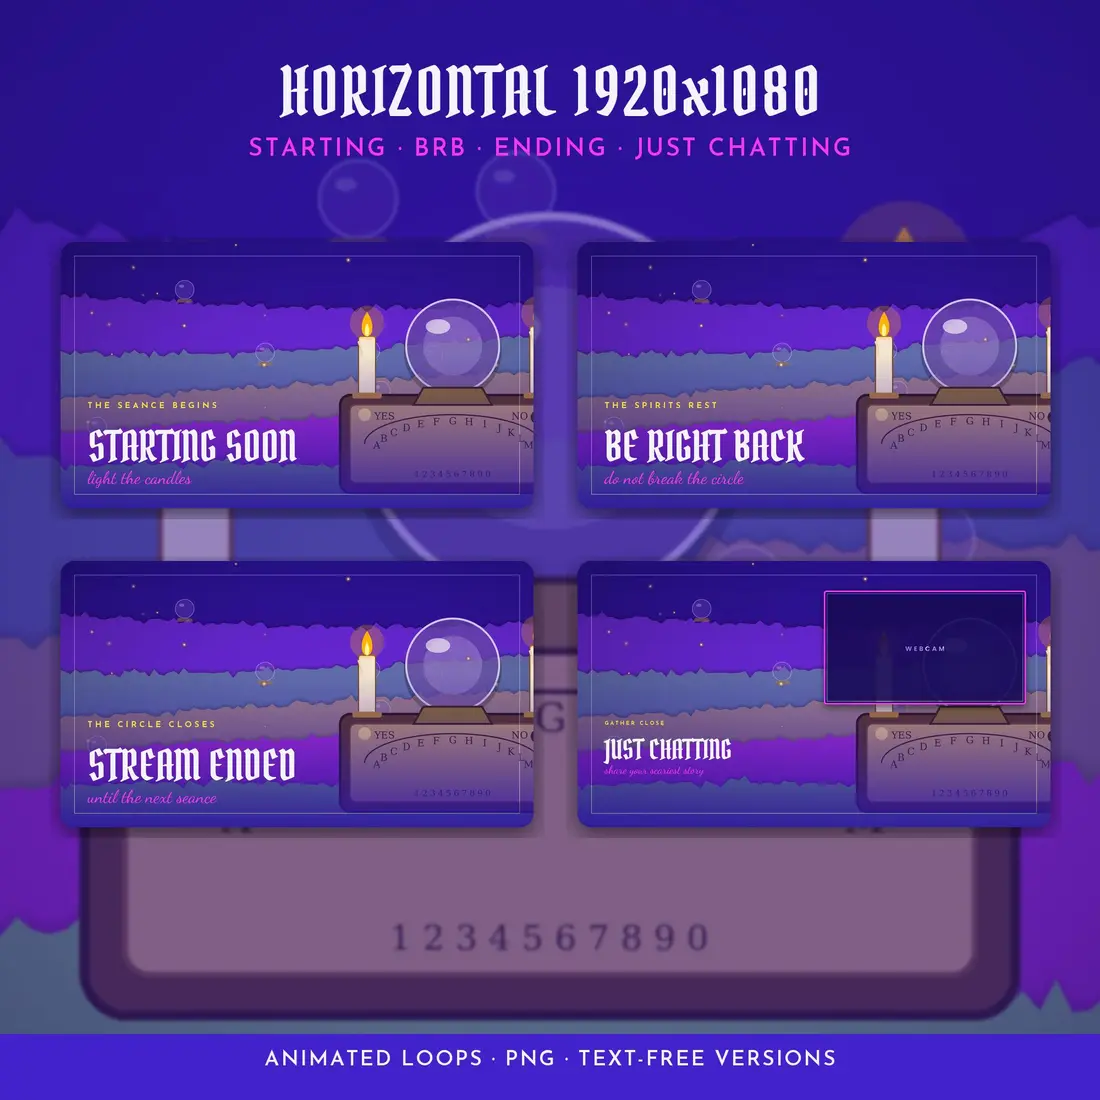 HORIZONTAL 1920x1080
STARTING · BRB · ENDING · JUST CHATTING
THE SEANCE BEGINS
STARTING SOON
light the candles
YES
NO
A B C D E F G H I J K L M
1 2 3 4 5 6 7 8 9 0
THE SPIRITS REST
BE RIGHT BACK
do not break the circle
YES
NO
A B C D E F G H I J K L M
1 2 3 4 5 6 7 8 9 0
THE CIRCLE CLOSES
STREAM ENDED
until the next seance
YES
NO
A B C D E F G H I J K L M
1 2 3 4 5 6 7 8 9 0
WEBCAM
GATHER CLOSE
JUST CHATTING
share your scariest story
YES
NO
A B C D E F G H I J K L M
1 2 3 4 5 6 7 8 9 0
G
1 2 3 4 5 6 7 8 9 0
ANIMATED LOOPS · PNG · TEXT-FREE VERSIONS